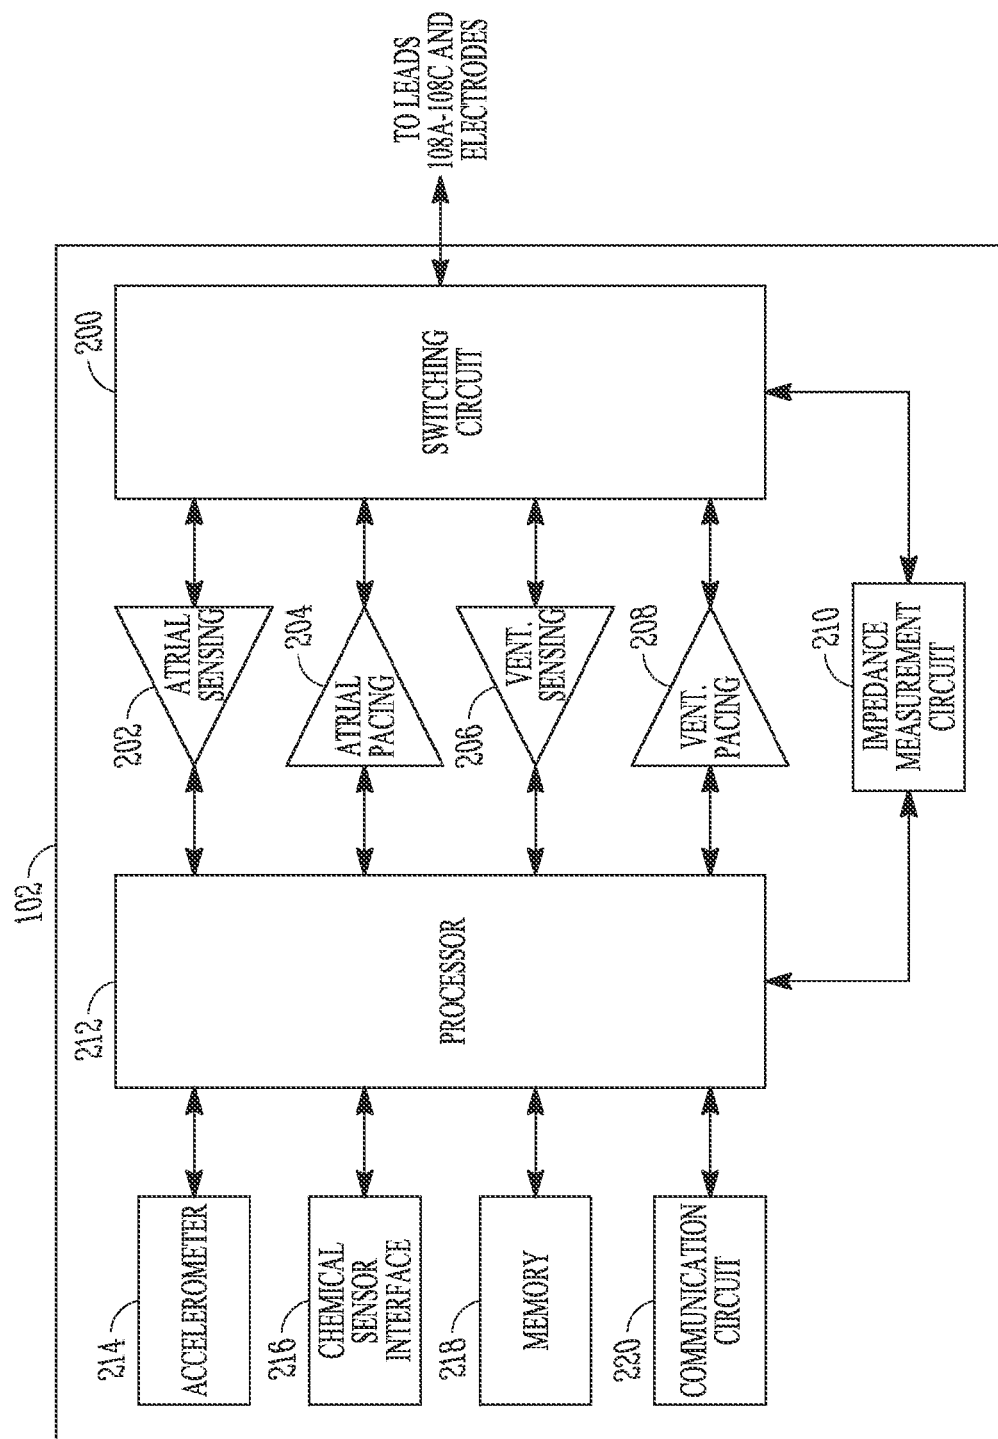 102
214
ACCELEROMETER
216
CHEMICAL
SENSOR
INTERFACE
218
MEMORY
220
COMMUNICATION
CIRCUIT
212
PROCESSOR
202
ATRIAL
SENSING
204
ATRIAL
PACING
206
VENT.
SENSING
208
VENT.
PACING
210
IMPEDANCE
MEASUREMENT
CIRCUIT
200
SWITCHING
CIRCUIT
TO LEADS
108A-108C AND
ELECTRODES